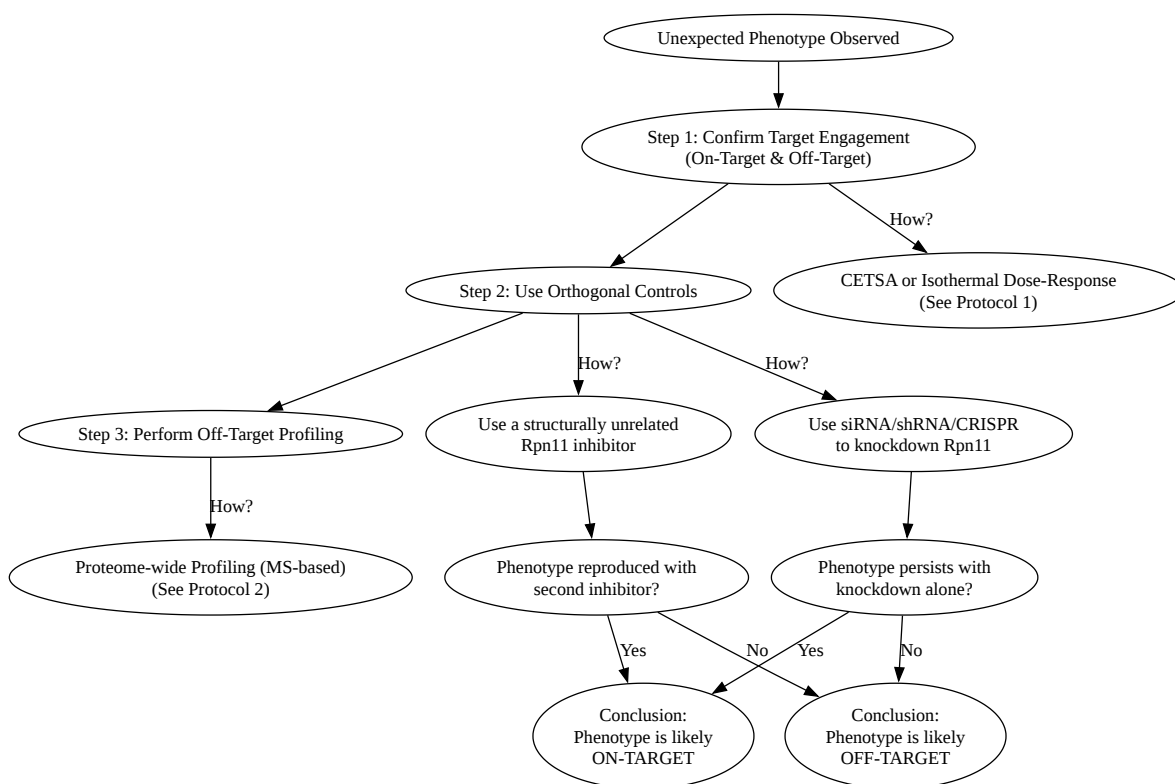 Unexpected Phenotype Observed
Step 1: Confirm Target Engagement
(On-Target & Off-Target)
How?
Step 2: Use Orthogonal Controls
CETSA or Isothermal Dose-Response
(See Protocol 1)
How?
How?
Step 3: Perform Off-Target Profiling
Use a structurally unrelated
Rpn11 inhibitor
Use siRNA/shRNA/CRISPR
to knockdown Rpn11
How?
Proteome-wide Profiling (MS-based)
(See Protocol 2)
Phenotype reproduced with
second inhibitor?
Phenotype persists with
knockdown alone?
Yes
No
Yes
No
Conclusion:
Phenotype is likely
ON-TARGET
Conclusion:
Phenotype is likely
OFF-TARGET